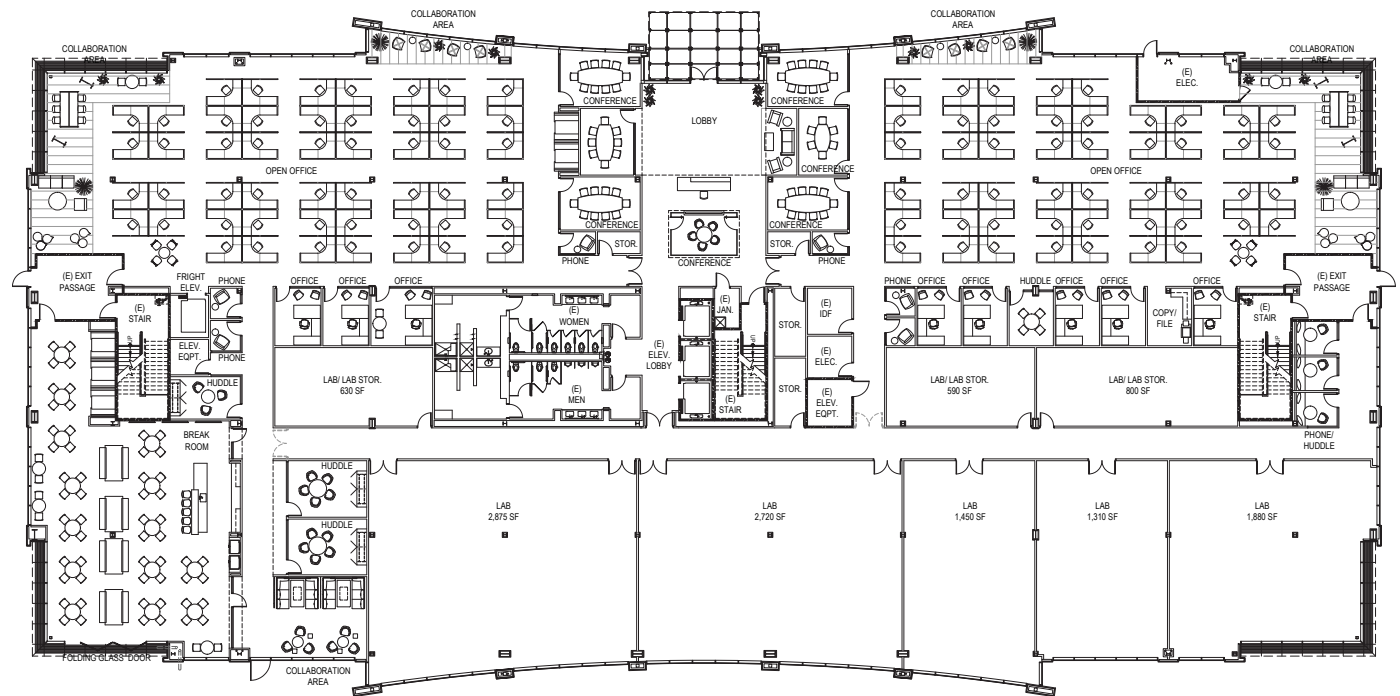 COLLABORATION
AREA
COLLABORATION
AREA
COLLABORATION
AREA
COLLABORATION
AREA
(E)
ELEC.
CONFERENCE
CONFERENCE
LOBBY
CONFERENCE
OPEN OFFICE
OPEN OFFICE
CONFERENCE
CONFERENCE
STOR.
STOR.
PHONE
CONFERENCE
PHONE
(E) EXIT
PASSAGE
FRIGHT
ELEV.
PHONE
OFFICE
OFFICE
OFFICE
(E)
JAN.
PHONE
OFFICE
OFFICE
HUDDLE
OFFICE
OFFICE
OFFICE
(E) EXIT
PASSAGE
(E)
STAIR
(E)
WOMEN
STOR.
(E)
IDF
COPY/
FILE
(E)
STAIR
UP
UP
ELEV.
EQPT.
PHONE
(E)
ELEV.
LOBBY
(E)
ELEC.
HUDDLE
LAB/ LAB STOR.
630 SF
(E)
MEN
(E)
STAIR
STOR.
(E)
ELEV.
EQPT.
LAB/ LAB STOR.
590 SF
LAB/ LAB STOR.
800 SF
BREAK
ROOM
PHONE/
HUDDLE
HUDDLE
LAB
2,875 SF
LAB
2,720 SF
LAB
1,450 SF
LAB
1,310 SF
LAB
1,880 SF
HUDDLE
FOLDING GLASS DOOR
COLLABORATION
AREA